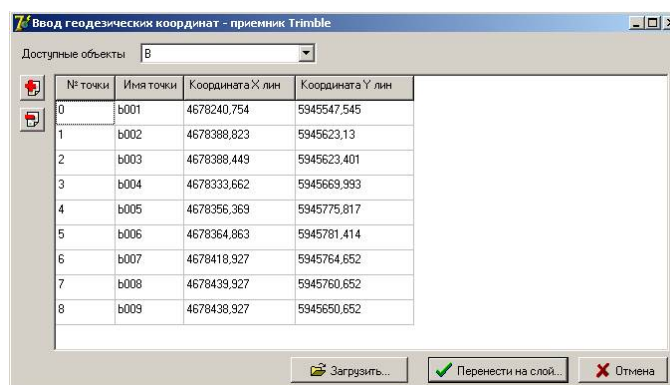 Ввод геодезических координат - приемник Trimble
Доступные объекты B
№ точки Имя точки Координата X лин Координата Y лин
0 b001 4678240,754 5945547,545
1 b002 4678388,823 5945623,13
2 b003 4678388,449 5945623,401
3 b004 4678333,662 5945669,993
4 b005 4678356,369 5945775,817
5 b006 4678364,863 5945781,414
6 b007 4678418,927 5945764,652
7 b008 4678439,927 5945760,652
8 b009 4678438,927 5945650,652
Загрузить... Перенести на слой... Отмена